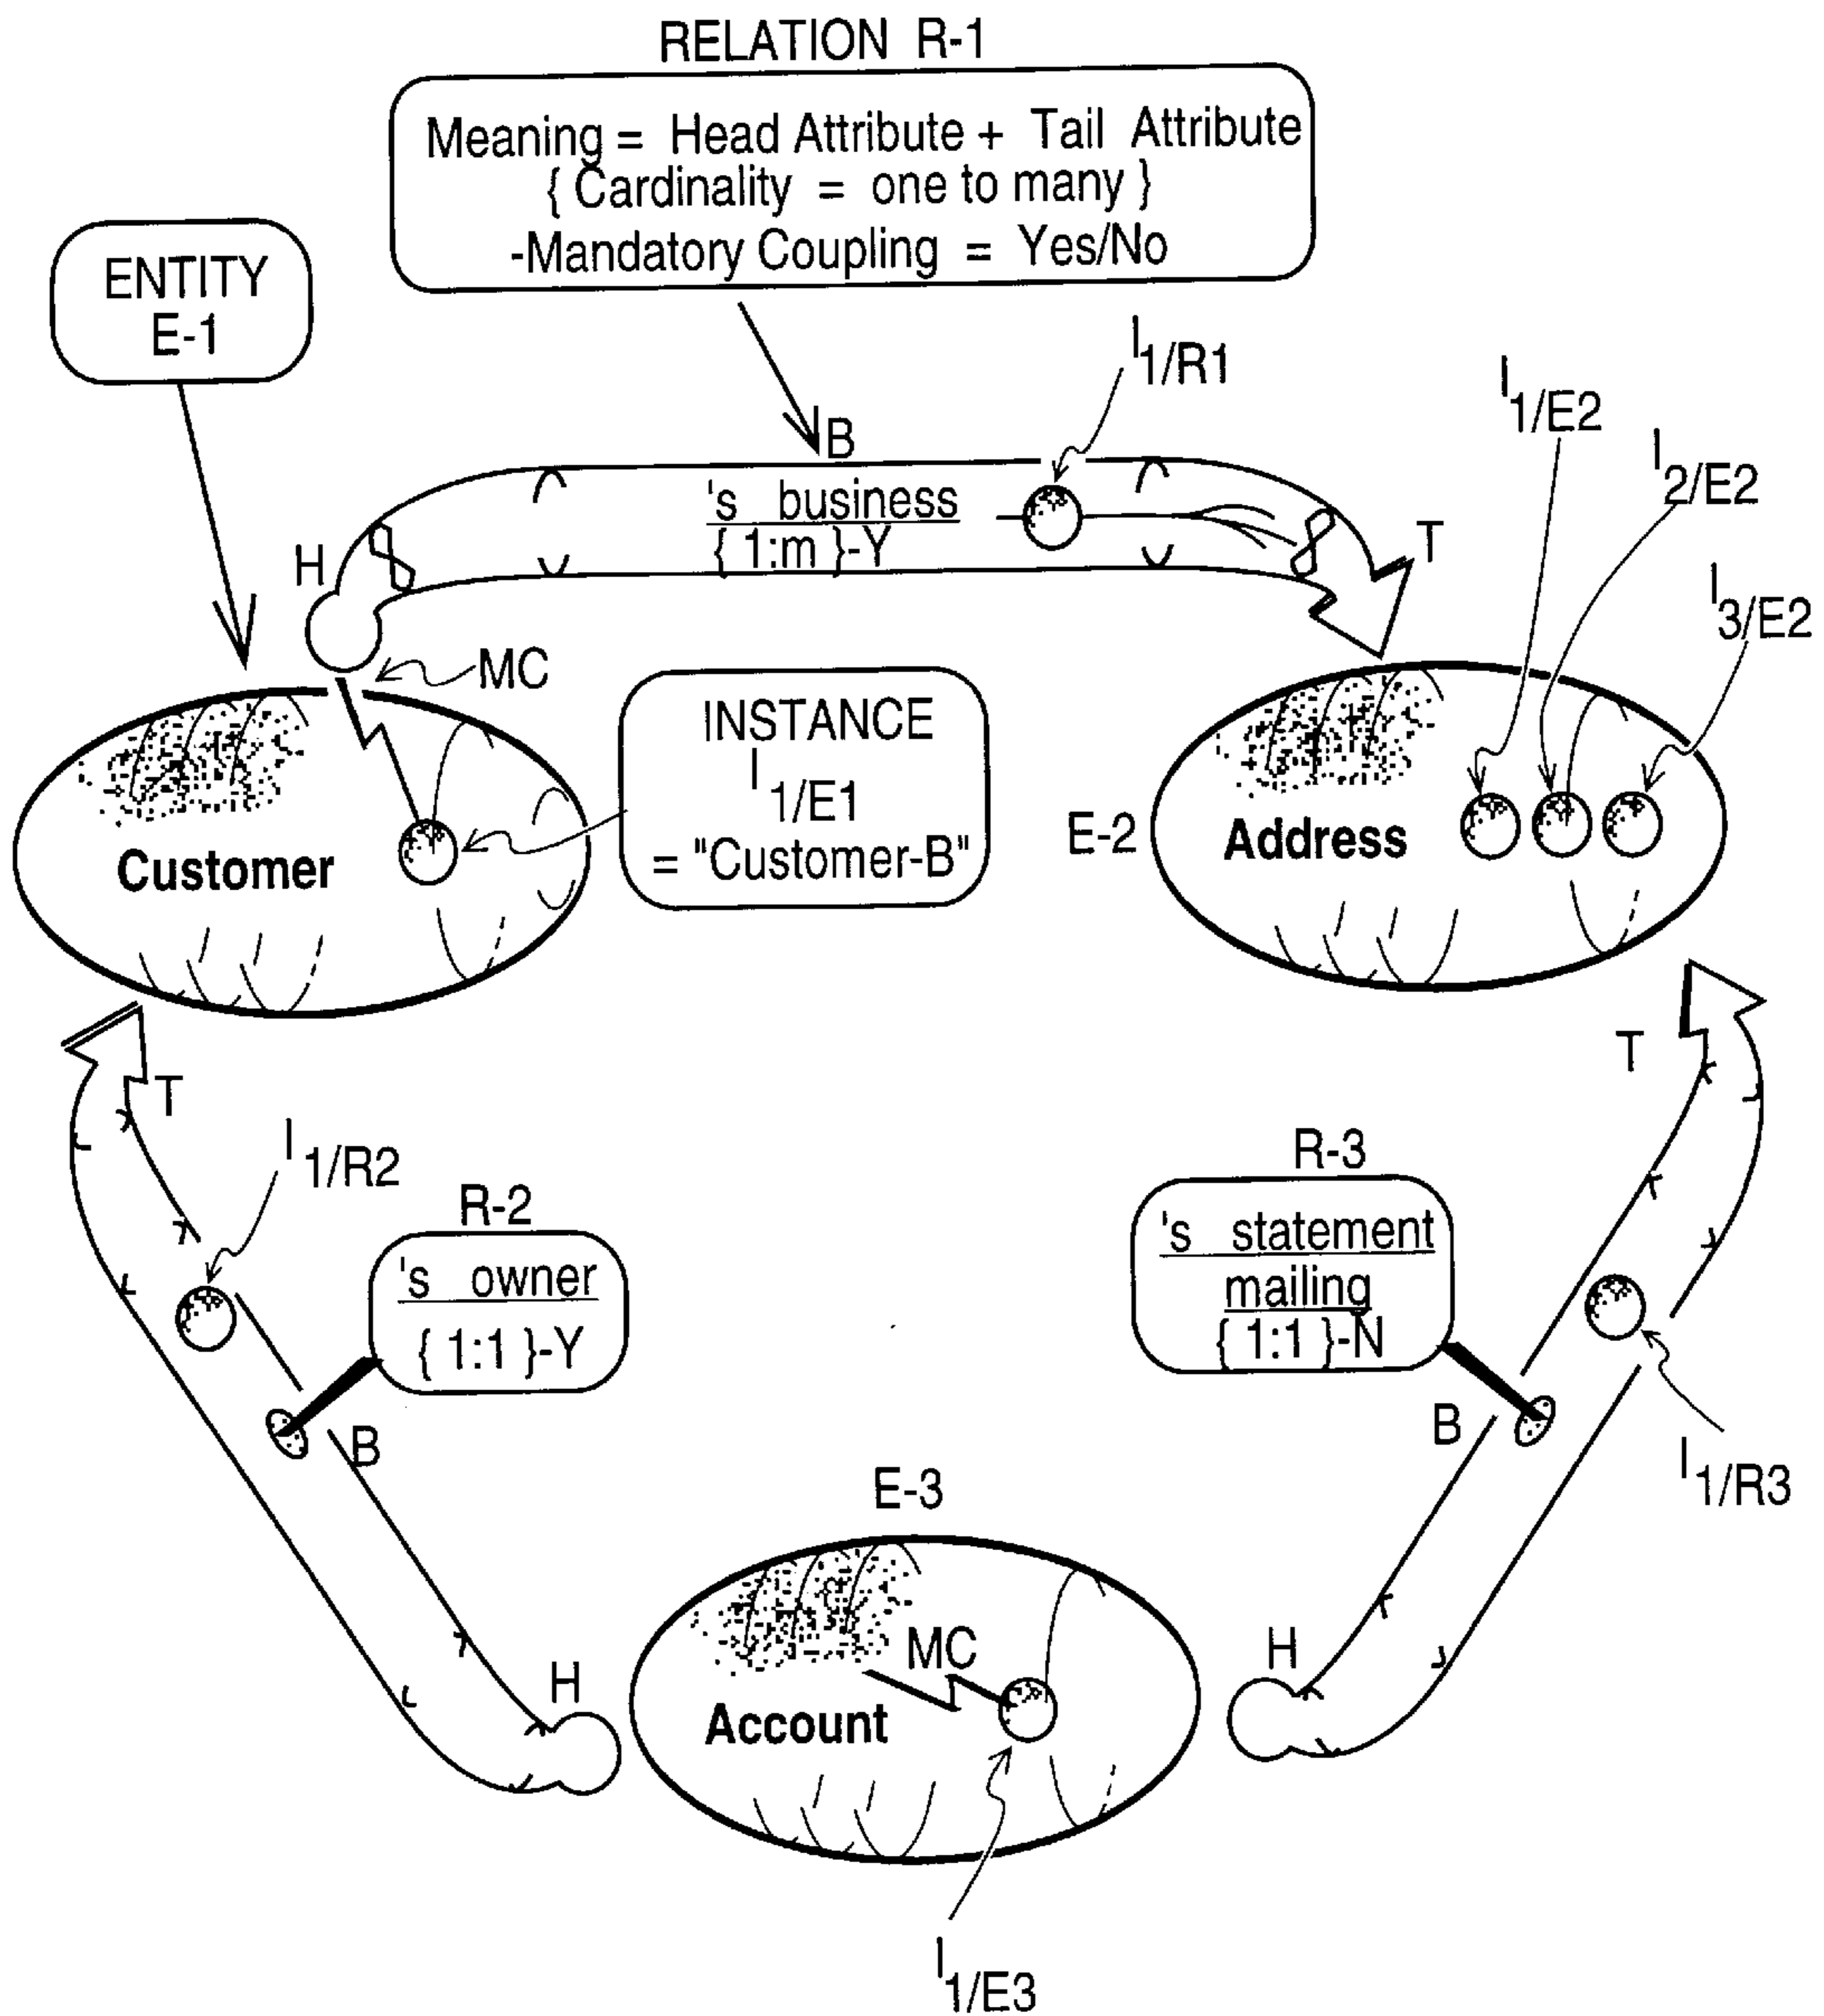 RELATION R-1
Meaning = Head Attribute + Tail Attribute
{ Cardinality = one to many }
-Mandatory Coupling = Yes/No
ENTITY
E-1
I1/R1
I1/E2
I2/E2
I3/E2
B
's business
{ 1:m }-Y
H
T
MC
INSTANCE
I1/E1
= "Customer-B"
Customer
E-2
Address
T
T
I1/R2
R-2
's owner
{ 1:1 }-Y
R-3
's statement
mailing
{ 1:1 }-N
B
B
I1/R3
E-3
H
MC
H
Account
I1/E3